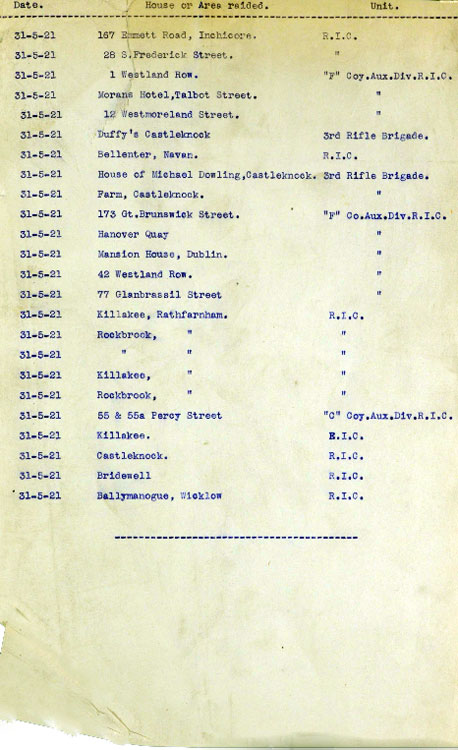 Date. House or Area raided. Unit.
31-5-21 167 Emmett Road, Inchicore. R.I.C.
31-5-21 28 S.Frederick Street. "
31-5-21 1 Westland Row. "F" Coy.Aux.Div.R.I.C.
31-5-21 Morans Hotel,Talbot Street. "
31-5-21 12 Westmoreland Street. "
31-5-21 Duffy's Castleknock 3rd Rifle Brigade.
31-5-21 Bellenter, Navan. R.I.C.
31-5-21 House of Michael Dowling,Castleknock. 3rd Rifle Brigade.
31-5-21 Farm, Castleknock. "
31-5-21 173 Gt.Brunswick Street. "F" Co.Aux.Div.R.I.C.
31-5-21 Hanover Quay "
31-5-21 Mansion House, Dublin. "
31-5-21 42 Westland Row. "
31-5-21 77 Glanbrassil Street "
31-5-21 Killakee, Rathfarnham. R.I.C.
31-5-21 Rockbrook, " "
31-5-21 " " "
31-5-21 Killakee, " "
31-5-21 Rockbrook, " "
31-5-21 55 & 55a Percy Street "C" Coy.Aux.Div.R.I.C.
31-5-21 Killakee. R.I.C.
31-5-21 Castleknock. R.I.C.
31-5-21 Bridewell R.I.C.
31-5-21 Ballymanogue, Wicklow R.I.C.